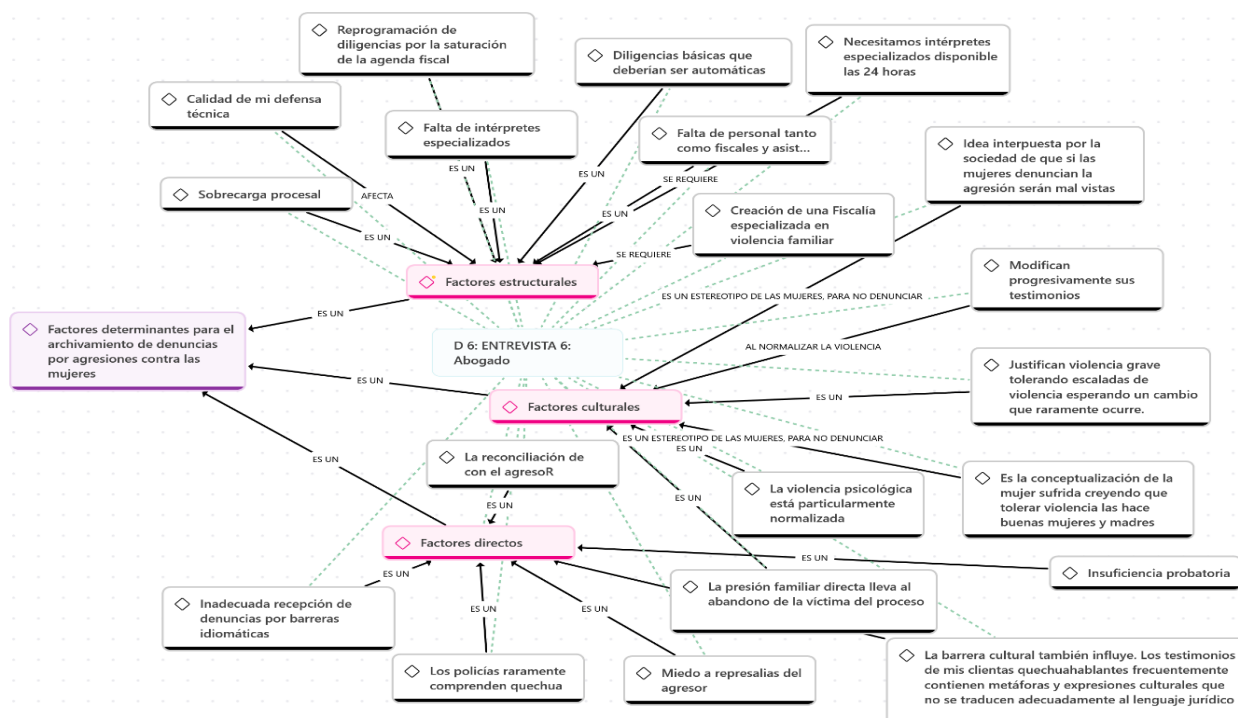 Reprogramación de
diligencias por la saturación
de la agenda fiscal
Diligencias básicas que
deberían ser automáticas
Necesitamos intérpretes
especializados disponible
las 24 horas
Calidad de mi defensa
técnica
Falta de intérpretes
especializados
Falta de personal tanto
como fiscales y asist...
Idea interpuesta por la
sociedad de que si las
mujeres denuncian la
agresión serán mal vistas
Sobrecarga procesal
AFECTA
ES UN
ES UN
SE REQUIERE
ES UN
ES UN
ES UN
Creación de una Fiscalía
especializada en
violencia familiar
SE REQUIERE
Factores estructurales
Modifican
progresivamente sus
testimonios
ES UN ESTEREOTIPO DE LAS MUJERES, PARA NO DENUNCIAR
ES UN
Factores determinantes para el
archivamiento de denuncias
por agresiones contra las
mujeres
D 6: ENTREVISTA 6:
Abogado
AL NORMALIZAR LA VIOLENCIA
Justifican violencia grave
tolerando escaladas de
violencia esperando un cambio
que raramente ocurre.
ES UN
ES UN
Factores culturales
ES UN ESTEREOTIPO DE LAS MUJERES, PARA NO DENUNCIAR
ES UN
La reconciliación de
con el agresoR
ES UN
La violencia psicológica
está particularmente
normalizada
Es la conceptualización de la
mujer sufrida creyendo que
tolerar violencia las hace
buenas mujeres y madres
ES UN
ES UN
Factores directos
ES UN
Insuficiencia probatoria
ES UN
Inadecuada recepción de
denuncias por barreras
idiomáticas
ES UN
ES UN
La presión familiar directa lleva al
abandono de la víctima del proceso
Los policías raramente
comprenden quechua
Miedo a represalias del
agresor
La barrera cultural también influye. Los testimonios
de mis clientas quechuahablantes frecuentemente
contienen metáforas y expresiones culturales que
no se traducen adecuadamente al lenguaje jurídico